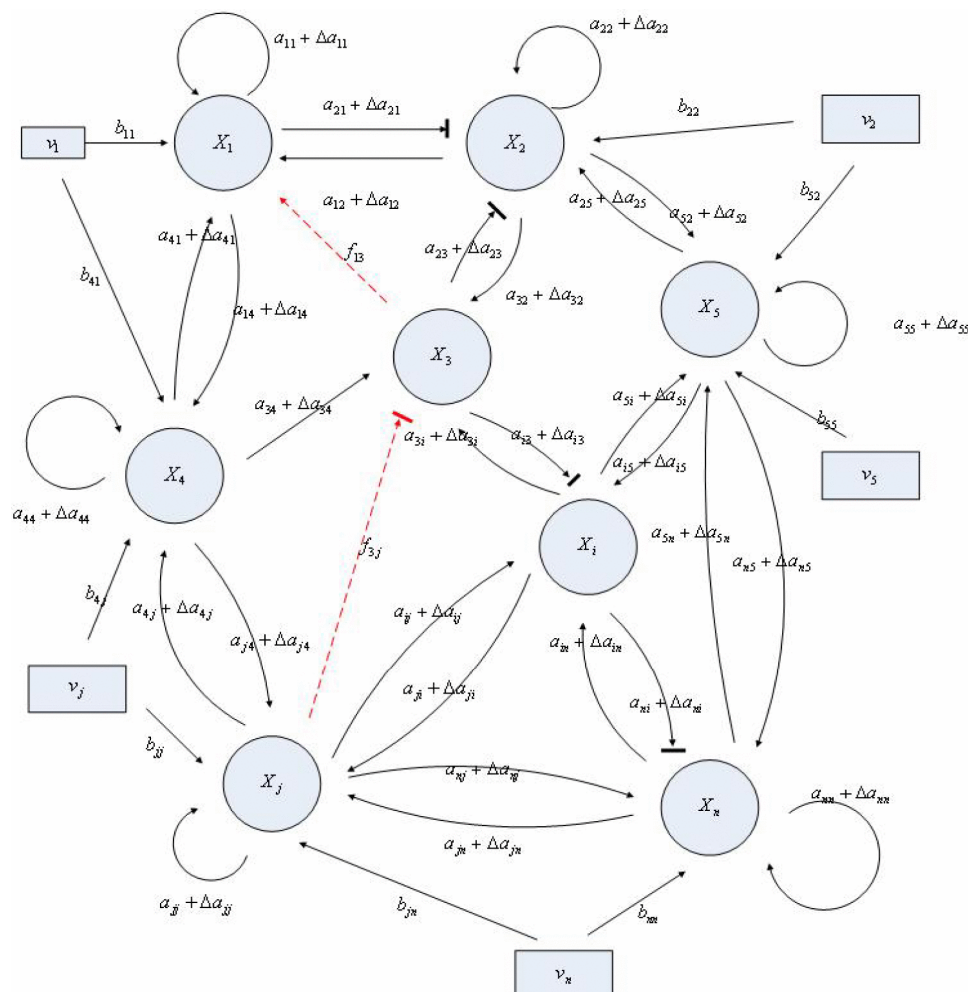 a₁₁ + Δa₁₁
a₂₂ + Δa₂₂
a₂₁ + Δa₂₁
v₁
b₁₁
X₁
X₂
b₂₂
v₂
a₁₂ + Δa₁₂
a₂₅ + Δa₂₅
a₅₂ + Δa₅₂
b₅₂
a₄₁ + Δa₄₁
f₁₃
a₂₃ + Δa₂₃
b₄₁
a₃₂ + Δa₃₂
a₁₄ + Δa₁₄
X₅
a₅₅ + Δa₅₅
X₃
a₃₄ + Δa₃₄
a₅ᵢ + Δa₅ᵢ
a₃ᵢ + Δa₃ᵢ
aᵢ₃ + Δaᵢ₃
b₅₅
aᵢ₅ + Δaᵢ₅
X₄
v₅
a₄₄ + Δa₄₄
a₅ₙ + Δa₅ₙ
Xᵢ
f₃ⱼ
aₙ₅ + Δaₙ₅
b₄ⱼ
a₄ⱼ + Δa₄ⱼ
aᵢⱼ + Δaᵢⱼ
aⱼ₄ + Δaⱼ₄
aᵢₙ + Δaᵢₙ
vⱼ
aⱼᵢ + Δaⱼᵢ
aₙᵢ + Δaₙᵢ
bⱼⱼ
Xⱼ
aₙⱼ + Δaₙⱼ
Xₙ
aₙₙ + Δaₙₙ
aⱼₙ + Δaⱼₙ
aⱼⱼ + Δaⱼⱼ
bⱼₙ
bₙₙ
vₙ